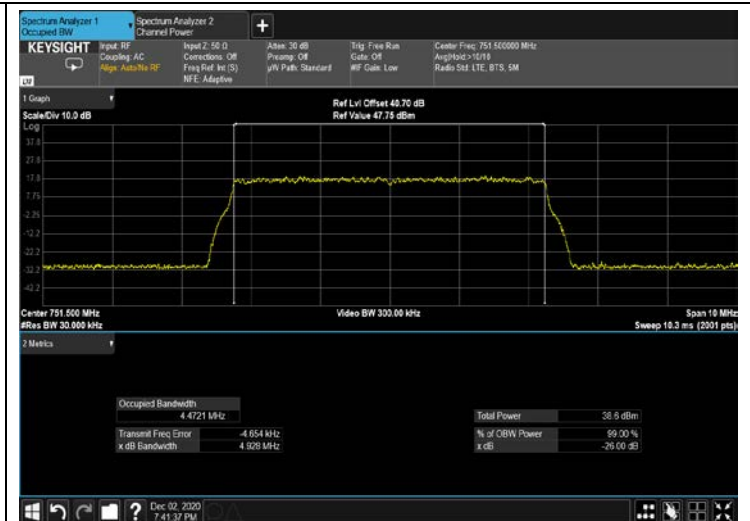 Spectrum Analyzer 1
Occupied BW
Spectrum Analyzer 2
Channel Power
+
KEYSIGHT
LXI
Input: RF
Coupling: AC
Align: Auto/No RF
Input Z: 50 Ω
Corrections: Off
Freq Ref: Int (S)
NFE: Adaptive
Atten: 30 dB
Preamp: Off
µW Path: Standard
Trig: Free Run
Gate: Off
#IF Gain: Low
Center Freq: 751.500000 MHz
Avg|Hold:>10/10
Radio Std: LTE, BTS, 5M
1 Graph
Scale/Div 10.0 dB
Ref Lvl Offset 40.70 dB
Ref Value 47.75 dBm
Log
37.8
27.8
17.8
7.75
-2.25
-12.2
-22.2
-32.2
-42.2
Center 751.500 MHz
#Res BW 30.000 kHz
Video BW 300.00 kHz
Span 10 MHz
Sweep 10.3 ms (2001 pts)
2 Metrics
Occupied Bandwidth
4.4721 MHz
Transmit Freq Error -4.654 kHz
x dB Bandwidth 4.928 MHz
Total Power 38.6 dBm
% of OBW Power 99.00 %
x dB -26.00 dB
?
Dec 02, 2020
7:41:37 PM